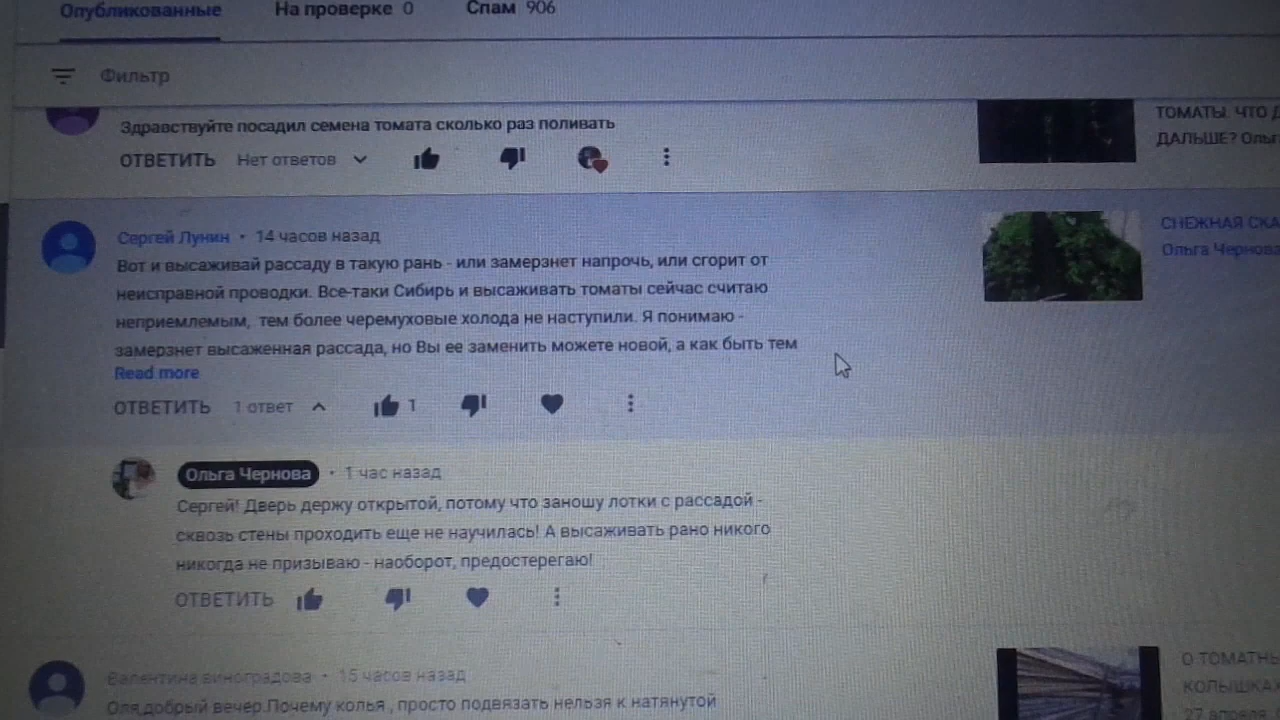 Опубликованные На проверке 0 Спам 906
Фильтр
Здравствуйте посадил семена томата сколько раз поливать
ОТВЕТИТЬ Нет ответов
ТОМАТЫ. ЧТО
ДАЛЬШЕ?
Сергей Лунин • 14 часов назад
Вот и высаживай рассаду в такую рань - или замерзнет напрочь, или сгорит от
неисправной проводки. Все-таки Сибирь и высаживать томаты сейчас считаю
неприемлемым, тем более черемуховые холода не наступили. Я понимаю -
замерзнет высаженная рассада, но Вы ее заменить можете новой, а как быть тем
Read more
ОТВЕТИТЬ 1 ответ 1
СНЕЖНАЯ
Ольга Чернова
Ольга Чернова • 1 час назад
Сергей! Дверь держу открытой, потому что заношу лотки с рассадой -
сквозь стены проходить еще не научилась! А высаживать рано никого
никогда не призываю - наоборот, предостерегаю!
ОТВЕТИТЬ
Валентина виноградова • 15 часов назад
Оля,добрый вечер.Почему колья , просто подвязать нельзя к натянутой
О ТОМАТНЫ
КОЛЫШКАХ
27 апреля